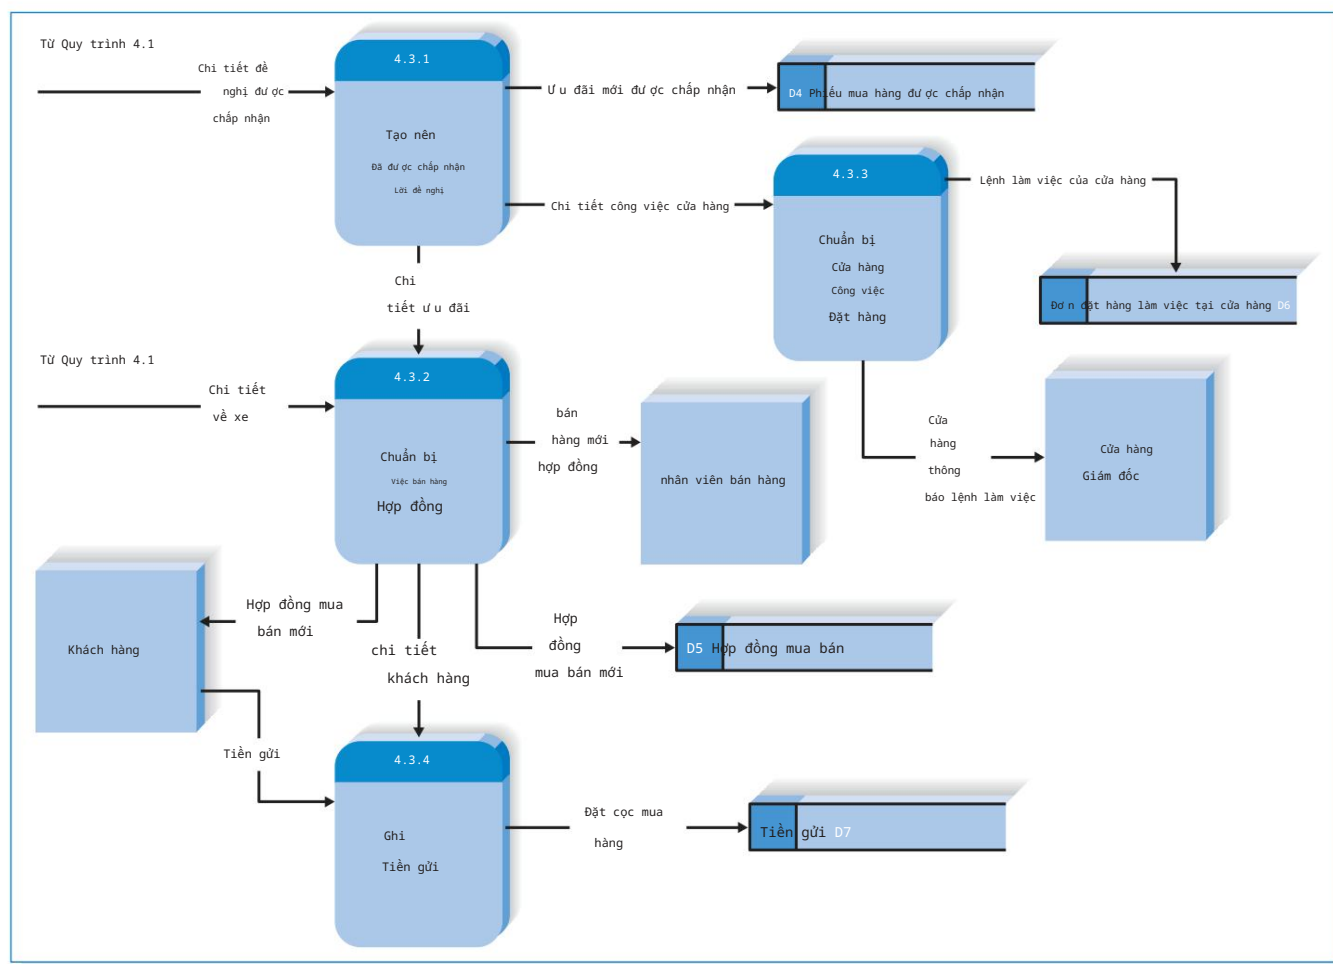 Từ Quy trình 4.1
Chi tiết đề
nghị được
chấp nhận
4.3.1
Tạo nên
Đã được chấp nhận
Lời đề nghị
Ưu đãi mới được chấp nhận
D4 Phiếu mua hàng được chấp nhận
Chi tiết công việc cửa hàng
4.3.3
Chuẩn bị
Cửa hàng
Công việc
Đặt hàng
Lệnh làm việc của cửa hàng
Đơn đặt hàng làm việc tại cửa hàng D6
Chi
tiết ưu đãi
Từ Quy trình 4.1
Chi tiết
về xe
4.3.2
Chuẩn bị
Việc bán hàng
Hợp đồng
bán
hàng mới
hợp đồng
nhân viên bán hàng
Cửa
hàng
thông
báo lệnh làm việc
Cửa hàng
Giám đốc
Khách hàng
Hợp đồng mua
bán mới
chi tiết
khách hàng
Hợp
đồng
mua bán mới
D5 Hợp đồng mua bán
Tiền gửi
4.3.4
Ghi
Tiền gửi
Đặt cọc mua
hàng
Tiền gửi D7